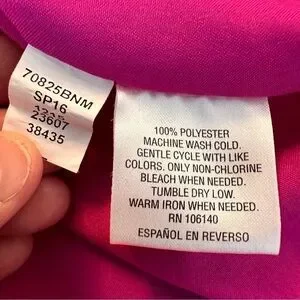 70825BNM
SP16
23607
38435
100% POLYESTER
MACHINE WASH COLD.
GENTLE CYCLE WITH LIKE
COLORS. ONLY NON-CHLORINE
BLEACH WHEN NEEDED.
TUMBLE DRY LOW.
WARM IRON WHEN NEEDED.
RN 106140
ESPAÑOL EN REVERSO